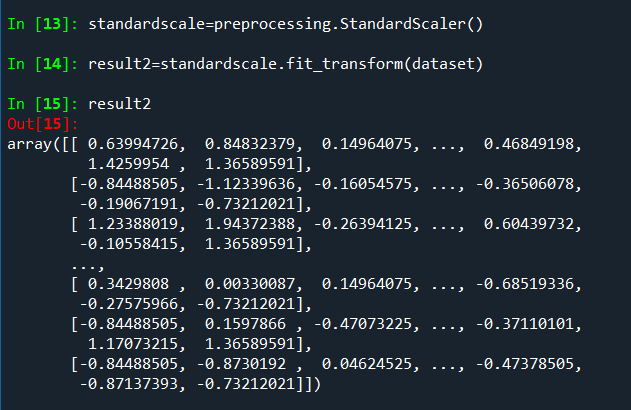 In [13]: standardscale=preprocessing.StandardScaler()
In [14]: result2=standardscale.fit_transform(dataset)
In [15]: result2
Out[15]:
array([[ 0.63994726,  0.84832379,  0.14964075, ...,  0.46849198,
         1.4259954 ,  1.36589591],
       [-0.84488505, -1.12339636, -0.16054575, ..., -0.36506078,
        -0.19067191, -0.73212021],
       [ 1.23388019,  1.94372388, -0.26394125, ...,  0.60439732,
        -0.10558415,  1.36589591],
       ...,
       [ 0.3429808 ,  0.00330087,  0.14964075, ..., -0.68519336,
        -0.27575966, -0.73212021],
       [-0.84488505,  0.1597866 , -0.47073225, ..., -0.37110101,
         1.17073215,  1.36589591],
       [-0.84488505, -0.8730192 ,  0.04624525, ..., -0.47378505,
        -0.87137393, -0.73212021]])